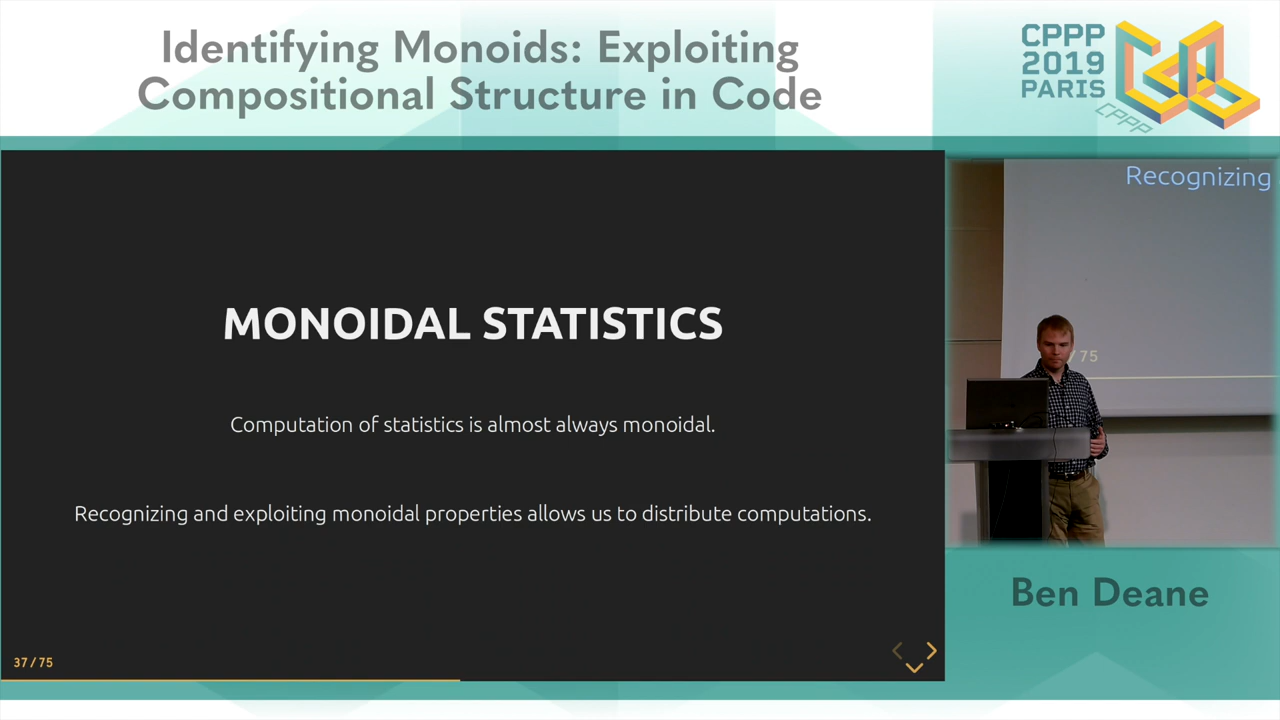 Identifying Monoids: Exploiting
Compositional Structure in Code
CPPP
2019
PARIS
CPPP
MONOIDAL STATISTICS
Computation of statistics is almost always monoidal.
Recognizing and exploiting monoidal properties allows us to distribute computations.
37 / 75
Recognizing
/ 75
Ben Deane